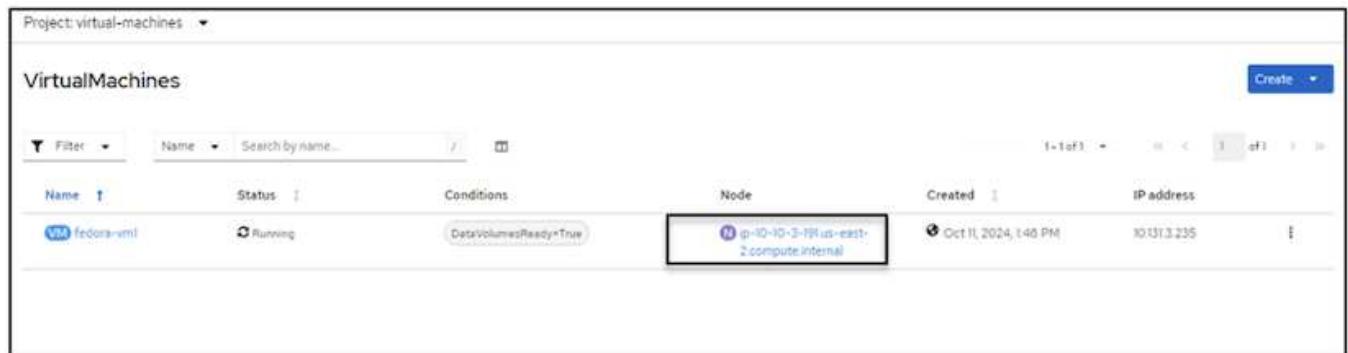 Project: virtual-machines
VirtualMachines
Create
Filter
Name
Search by name...
/
1-1 of 1
1 of 1
Name Status Conditions Node Created IP address
VM fedora-vm1 Running DataVolumesReady=True N ip-10-10-3-191.us-east- Oct 11, 2024, 1:46 PM 10.131.3.235
2.compute.internal